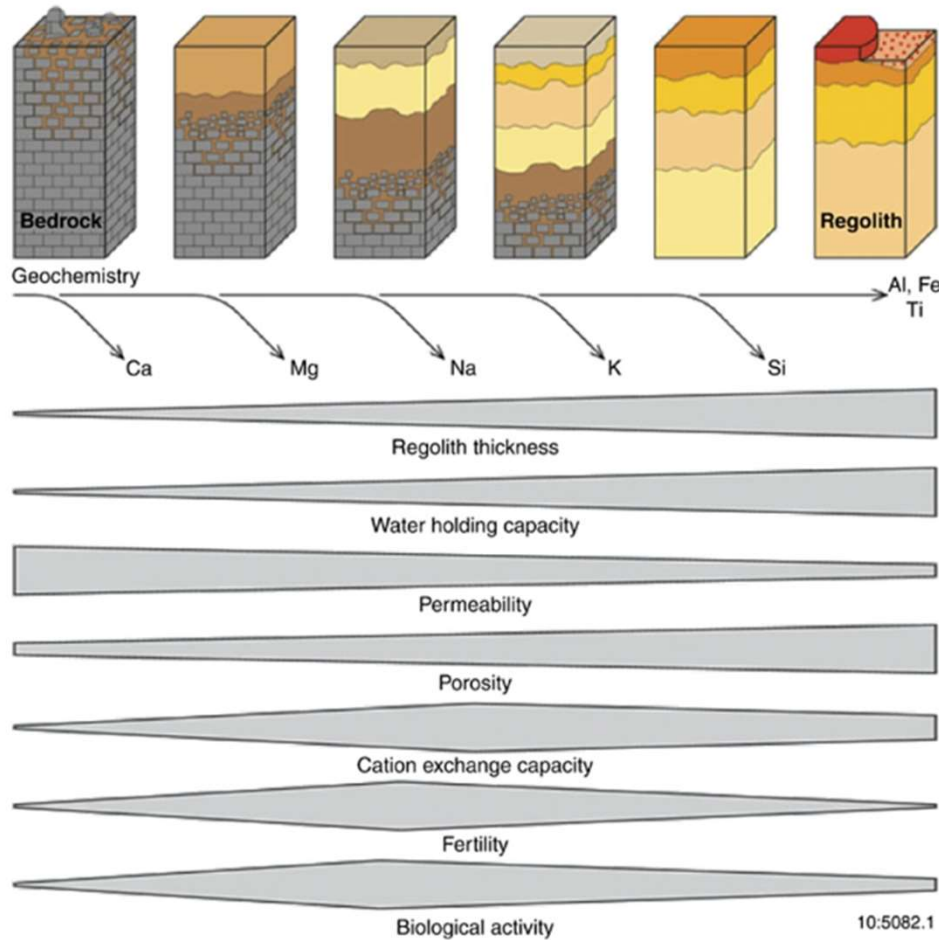 Bedrock
Regolith
Geochemistry
Al, Fe
Ti
Ca
Mg
Na
K
Si
Regolith thickness
Water holding capacity
Permeability
Porosity
Cation exchange capacity
Fertility
Biological activity
10:5082.1